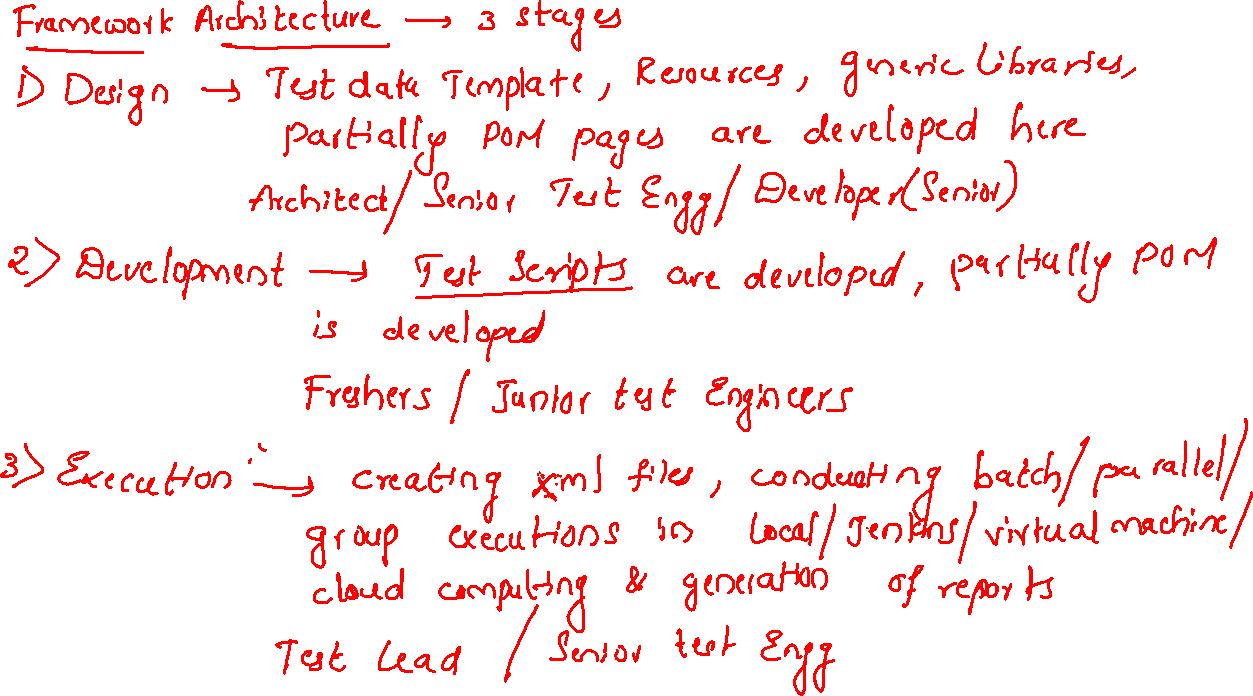 Framework Architecture → 3 stages
1) Design → Test data Template, Resources, generic Libraries,
partially POM pages are developed here
Architect/ Senior Test Engg/ Developer(Senior)
2) Development → Test Scripts are developed, partially POM
is developed
Freshers / Junior test Engineers
3) Execution → creating xml files, conducting batch/parallel/
group executions in Local/Jenkins/virtual machine/
cloud computing & generation of reports
Test Lead / Senior test Engg